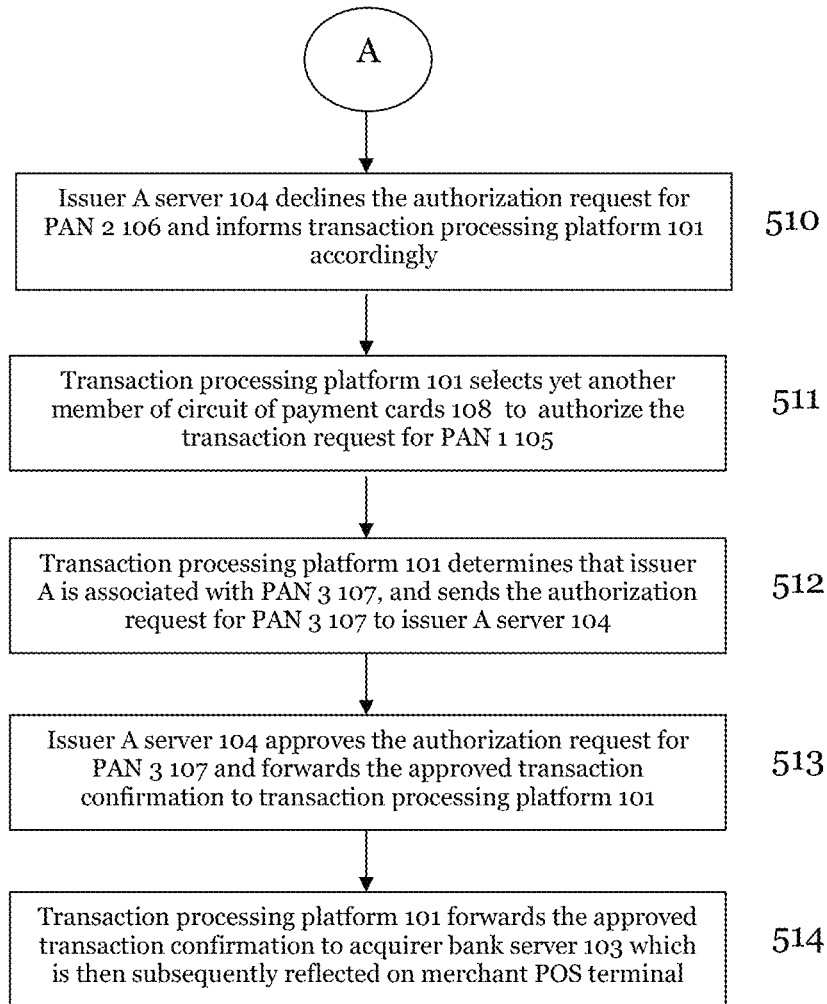 A
Issuer A server 104 declines the authorization request for
PAN 2 106 and informs transaction processing platform 101
accordingly
510
Transaction processing platform 101 selects yet another
member of circuit of payment cards 108 to authorize the
transaction request for PAN 1 105
511
Transaction processing platform 101 determines that issuer
A is associated with PAN 3 107, and sends the authorization
request for PAN 3 107 to issuer A server 104
512
Issuer A server 104 approves the authorization request for
PAN 3 107 and forwards the approved transaction
confirmation to transaction processing platform 101
513
Transaction processing platform 101 forwards the approved
transaction confirmation to acquirer bank server 103 which
is then subsequently reflected on merchant POS terminal
514